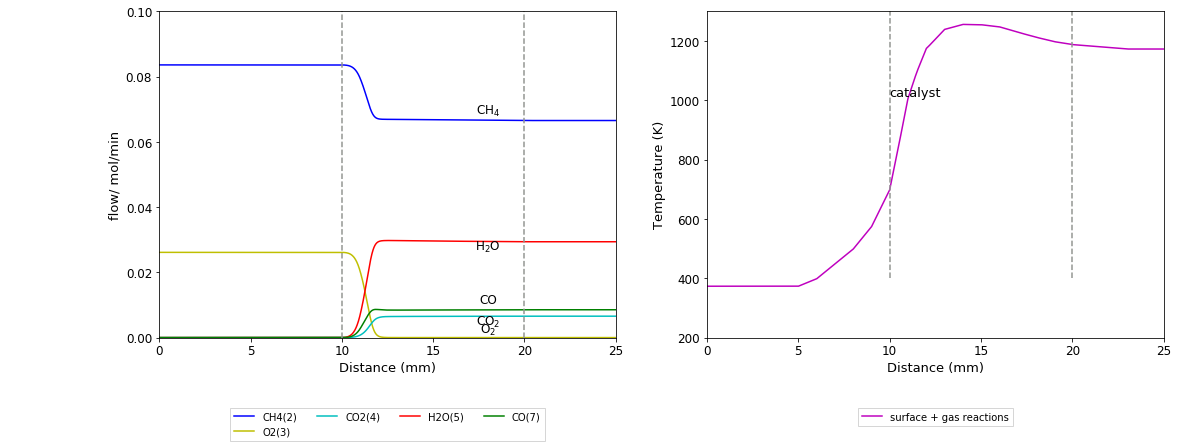 0.10
0.08
0.06
0.04
0.02
0.00
flow/ mol/min
CH4
H2O
CO
CO2
O2
0 5 10 15 20 25
Distance (mm)
CH4(2) CO2(4) H2O(5) CO(7)
O2(3)
1200
1000
800
600
400
200
Temperature (K)
catalyst
0 5 10 15 20 25
Distance (mm)
surface + gas reactions